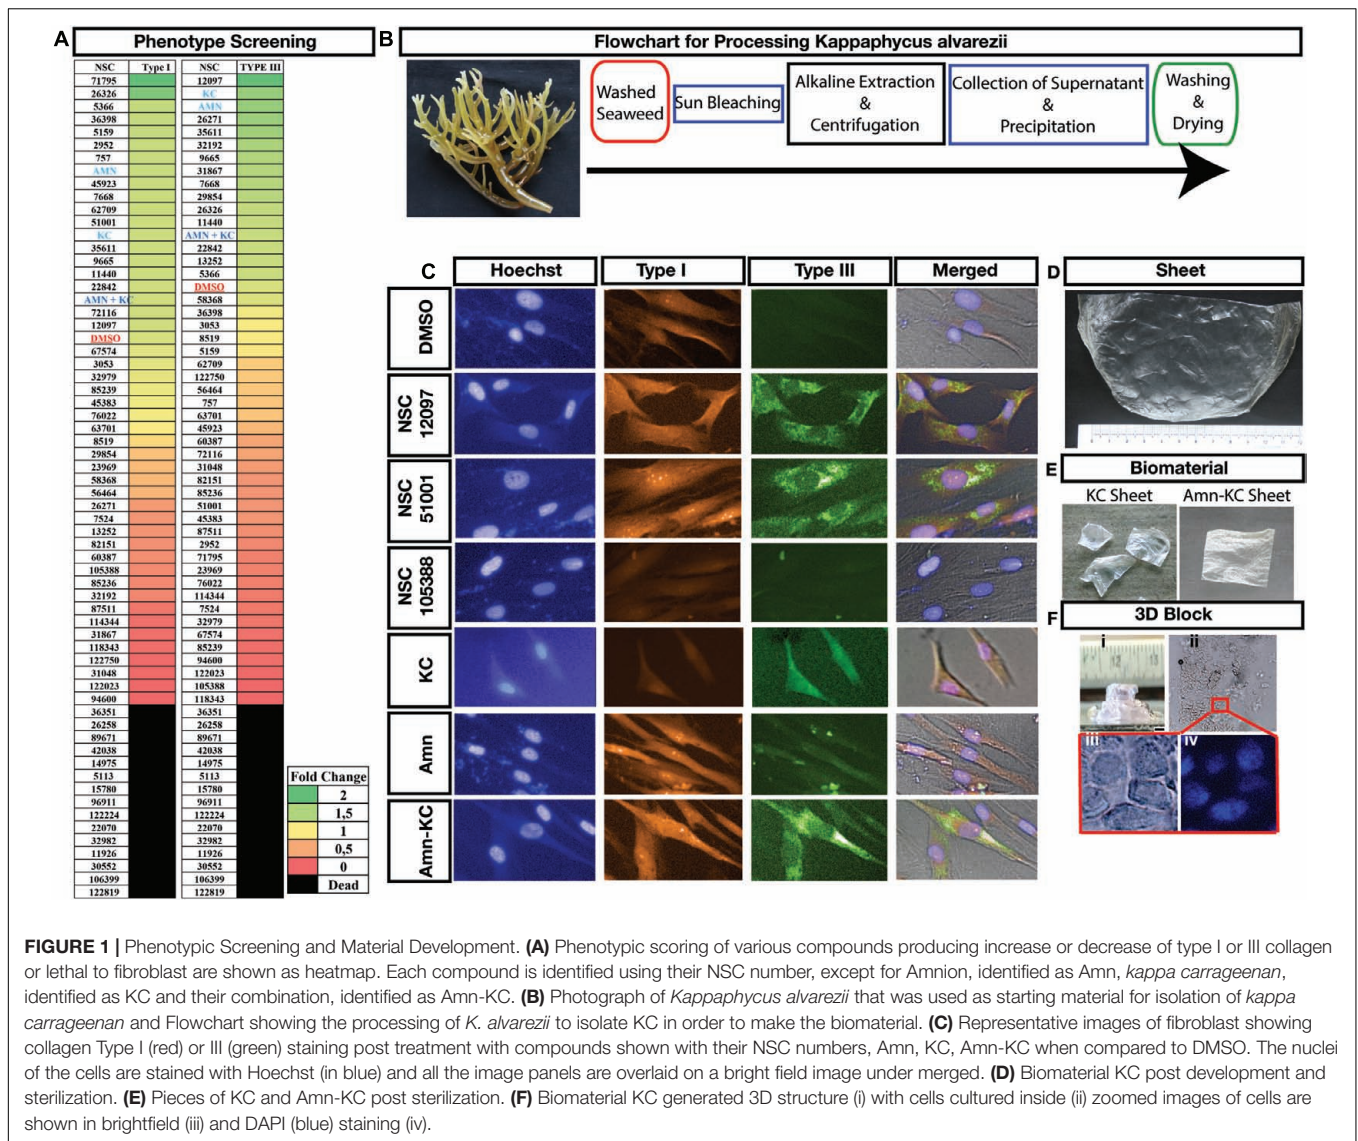 A
Phenotype Screening
NSC Type I
71795
26326
5366
36398
5159
2952
757
AMN
45923
7668
62709
51001
KC
35611
9665
11440
22842
AMN + KC
72116
12097
DMSO
67574
3053
32979
85239
45383
76022
63701
8519
29854
23969
58368
56464
26271
7524
13252
82151
60387
105388
85236
32192
87511
114344
31867
118343
122750
31048
122023
94600
36351
26258
89671
42038
14975
5113
15780
96911
122224
22070
32982
11926
30552
106399
122819
NSC TYPE III
12097
KC
AMN
26271
35611
32192
9665
31867
7668
29854
26326
11440
AMN + KC
22842
13252
5366
DMSO
58368
36398
3053
8519
5159
62709
122750
56464
757
63701
45923
60387
72116
31048
82151
85236
51001
45383
87511
2952
71795
23969
76022
114344
7524
32979
67574
85239
94600
122023
105388
118343
36351
26258
89671
42038
14975
5113
15780
96911
122224
22070
32982
11926
30552
106399
122819
Fold Change
2
1,5
1
0,5
0
Dead
B
Flowchart for Processing Kappaphycus alvarezii
Washed
Seaweed
Sun Bleaching
Alkaline Extraction
&
Centrifugation
Collection of Supernatant
&
Precipitation
Washing
&
Drying
C
Hoechst Type I Type III Merged
DMSO
NSC
12097
NSC
51001
NSC
105388
KC
Amn
Amn-KC
D
Sheet
E
Biomaterial
KC Sheet Amn-KC Sheet
F
3D Block
i ii
12 13
iii iv
FIGURE 1 | Phenotypic Screening and Material Development. (A) Phenotypic scoring of various compounds producing increase or decrease of type I or III collagen
or lethal to fibroblast are shown as heatmap. Each compound is identified using their NSC number, except for Amnion, identified as Amn, kappa carrageenan,
identified as KC and their combination, identified as Amn-KC. (B) Photograph of Kappaphycus alvarezii that was used as starting material for isolation of kappa
carrageenan and Flowchart showing the processing of K. alvarezii to isolate KC in order to make the biomaterial. (C) Representative images of fibroblast showing
collagen Type I (red) or III (green) staining post treatment with compounds shown with their NSC numbers, Amn, KC, Amn-KC when compared to DMSO. The nuclei
of the cells are stained with Hoechst (in blue) and all the image panels are overlaid on a bright field image under merged. (D) Biomaterial KC post development and
sterilization. (E) Pieces of KC and Amn-KC post sterilization. (F) Biomaterial KC generated 3D structure (i) with cells cultured inside (ii) zoomed images of cells are
shown in brightfield (iii) and DAPI (blue) staining (iv).